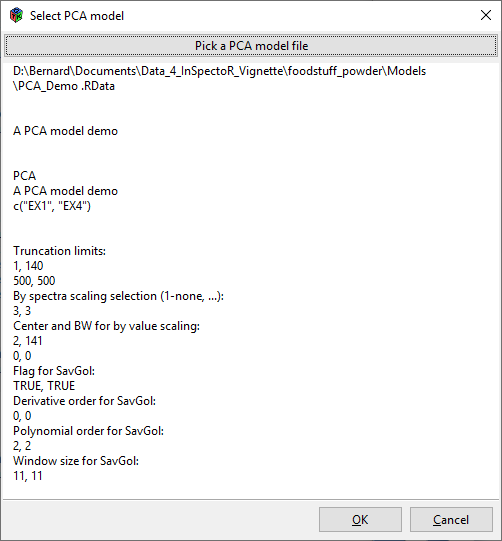 Select PCA model
Pick a PCA model file
D:\Bernard\Documents\Data_4_InSpectoR_Vignette\foodstuff_powder\Models
\PCA_Demo .RData
A PCA model demo
PCA
A PCA model demo
c("EX1", "EX4")
Truncation limits:
1, 140
500, 500
By spectra scaling selection (1-none, ...):
3, 3
Center and BW for by value scaling:
2, 141
0, 0
Flag for SavGol:
TRUE, TRUE
Derivative order for SavGol:
0, 0
Polynomial order for SavGol:
2, 2
Window size for SavGol:
11, 11
OK
Cancel